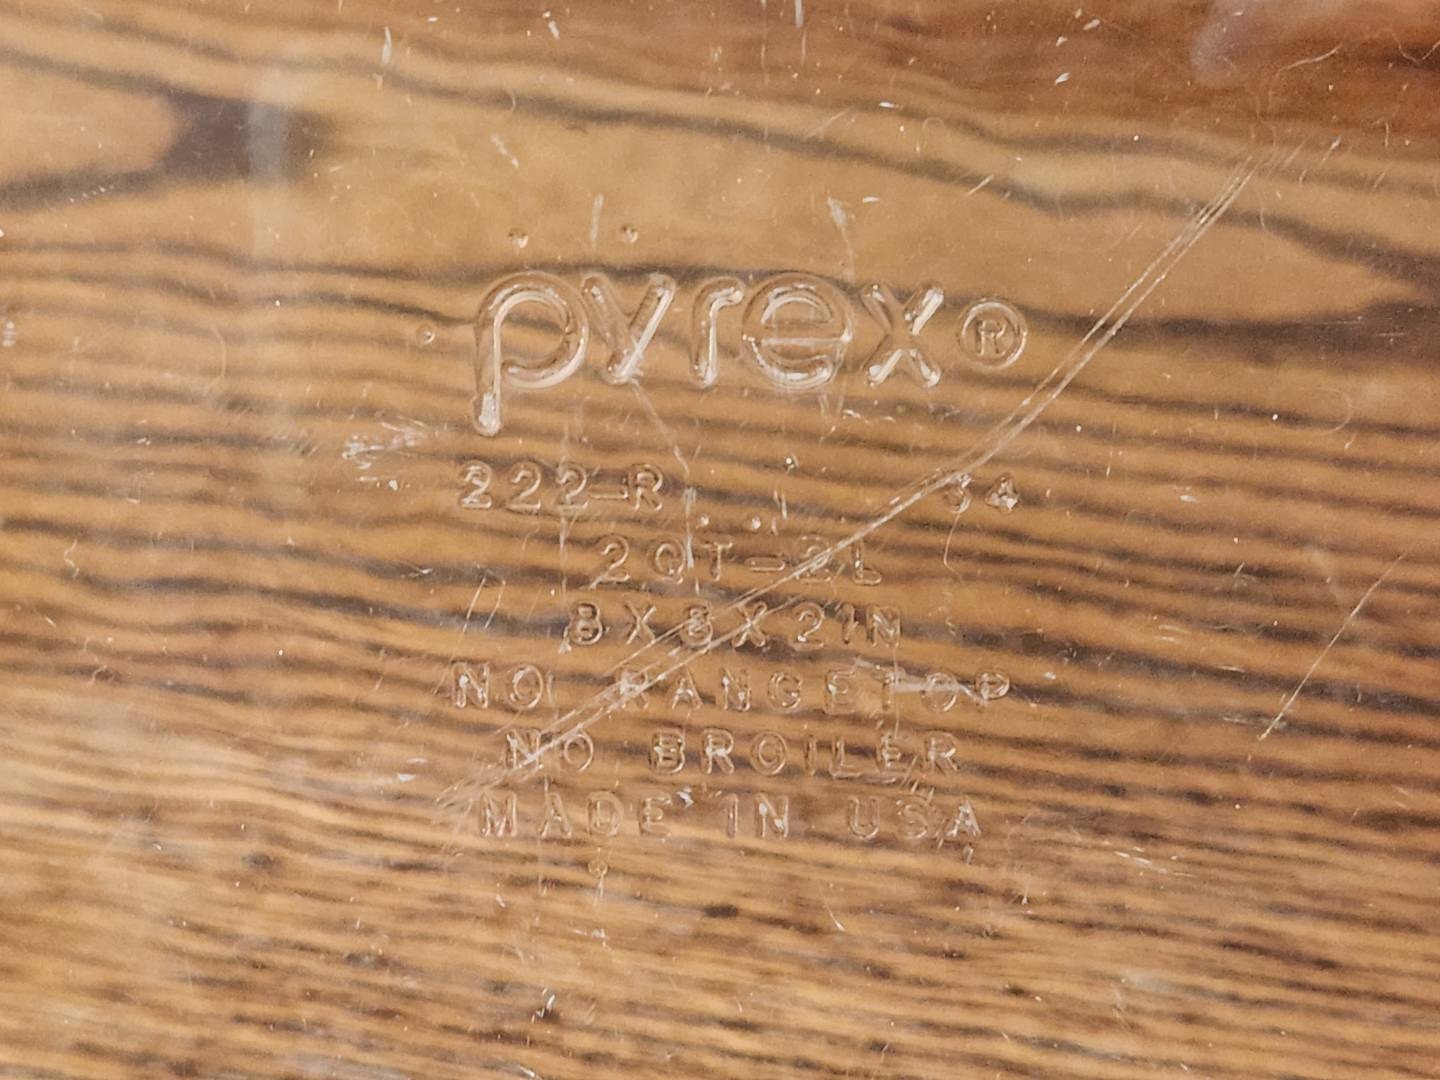 pyrex®
222-R 34
2QT-2L
8X8X2IN
NO RANGETOP
NO BROILER
MADE IN USA